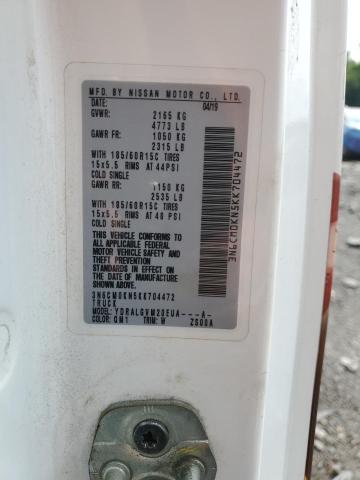 MFD. BY NISSAN MOTOR CO., LTD.
DATE: 04/19
GVWR: 2165 KG
4773 LB
GAWR FR: 1050 KG
2315 LB
WITH 185/60R15C TIRES
15x5.5 RIMS AT 44PSI
COLD SINGLE
GAWR RR: 1150 KG
2535 LB
WITH 185/60R15C TIRES
15x5.5 RIMS AT 48 PSI
COLD SINGLE
THIS VEHICLE CONFORMS TO ALL
APPLICABLE FEDERAL
MOTOR VEHICLE SAFETY
STANDARDS IN EFFECT
ON THE DATE OF
MANUFACTURE SHOWN ABOVE.
3N6CM0KN5KK704472
TRUCK
MODEL: YDRALGVM20EUA---A-
COLOR: QM1 TRIM: W ZG00A
3N6CM0KN5KK704472